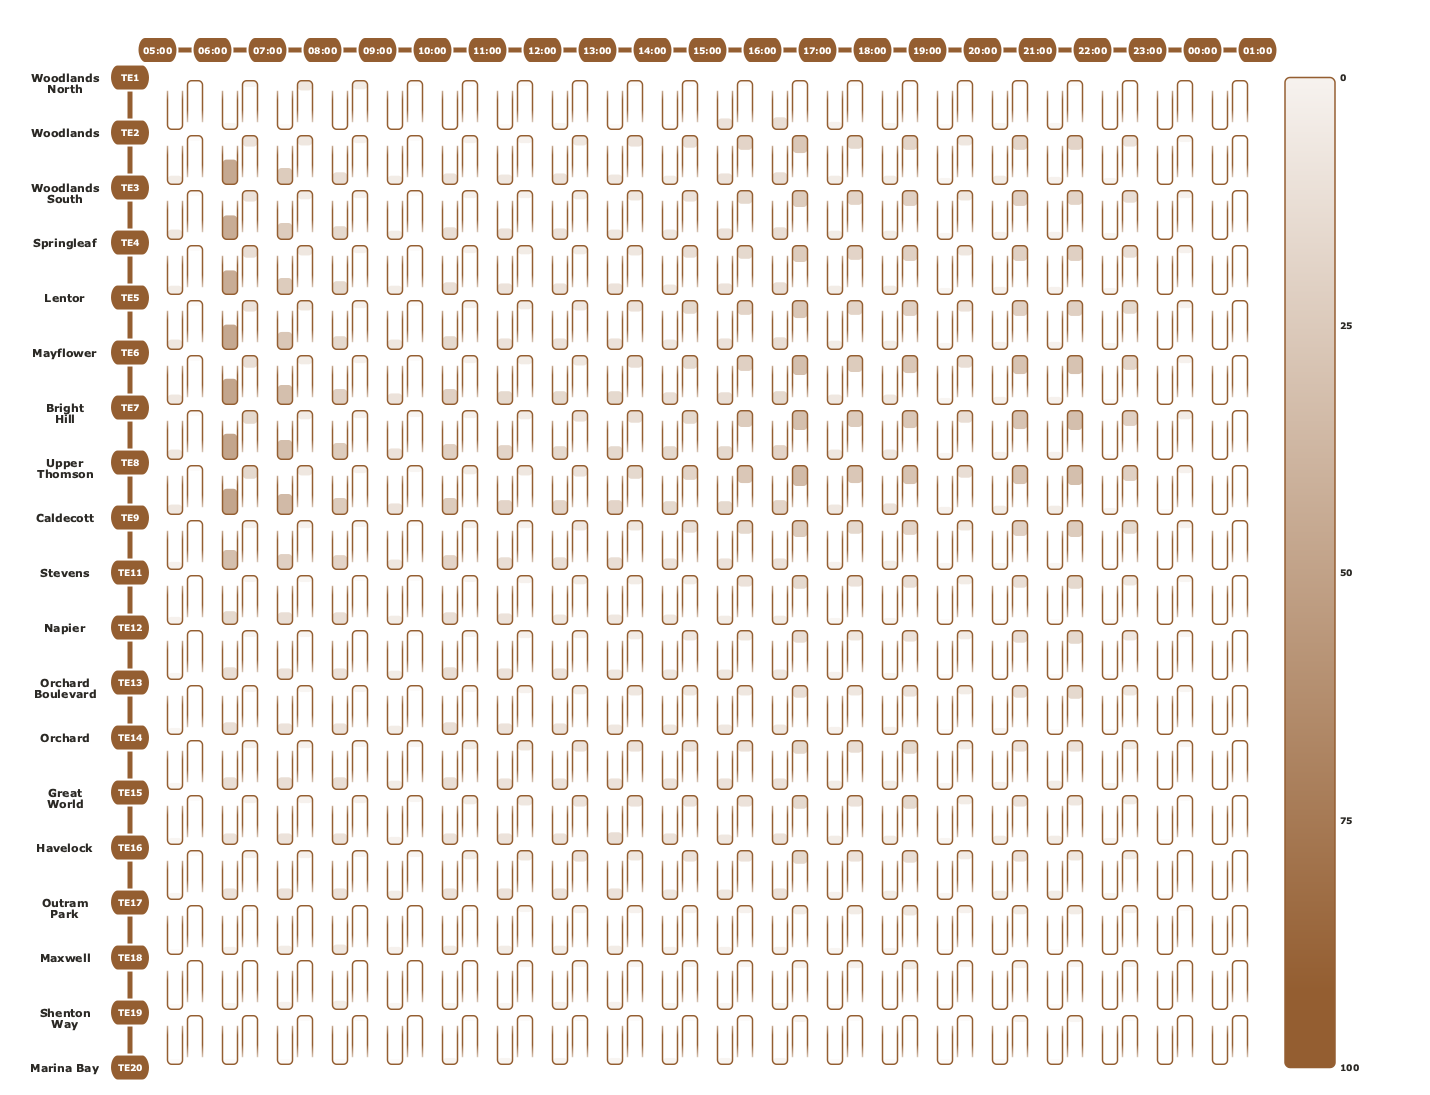 05:00 06:00 07:00 08:00 09:00 10:00 11:00 12:00 13:00 14:00 15:00 16:00 17:00 18:00 19:00 20:00 21:00 22:00 23:00 00:00 01:00
Woodlands
North
TE1
0
Woodlands
TE2
Woodlands
South
TE3
Springleaf
TE4
Lentor
TE5
25
Mayflower
TE6
Bright
Hill
TE7
Upper
Thomson
TE8
Caldecott
TE9
Stevens
TE11
50
Napier
TE12
Orchard
Boulevard
TE13
Orchard
TE14
Great
World
TE15
75
Havelock
TE16
Outram
Park
TE17
Maxwell
TE18
Shenton
Way
TE19
Marina Bay
TE20
100